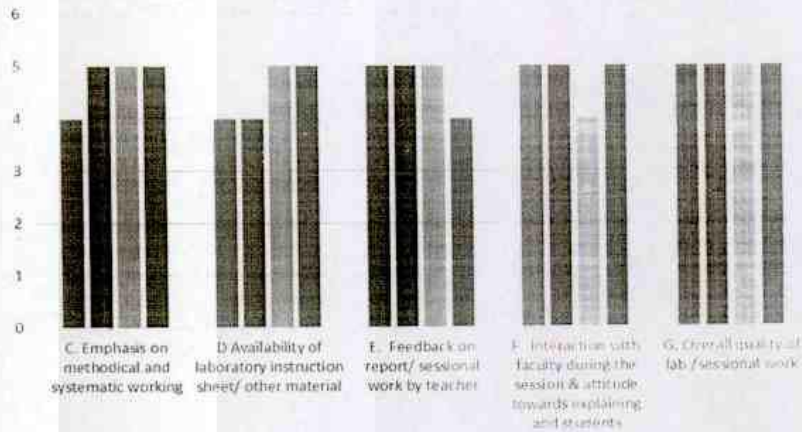 6
5
4
3
2
1
0
C. Emphasis on
methodical and
systematic working
D Availability of
laboratory instruction
sheet/ other material
E. Feedback on
report/ sessional
work by teacher
F. Interaction with
faculty during the
session & attitude
towards explaining
and students
G. Overall quality of
lab /sessional work